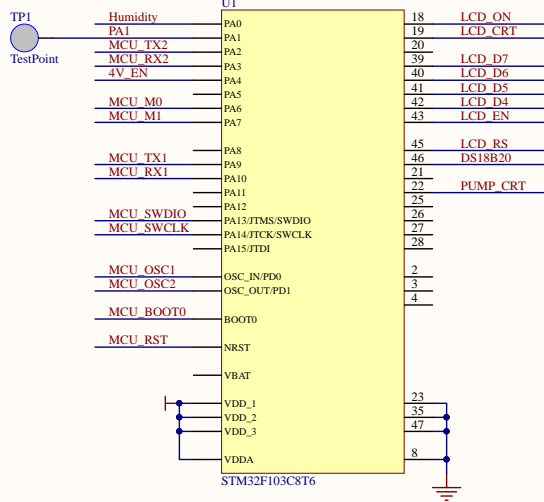 U1
TP1
TestPoint
Humidity PA0 18 LCD_ON
PA1 PA1 19 LCD_CRT
MCU_TX2 PA2 20
MCU_RX2 PA3 39 LCD_D7
4V_EN PA4 40 LCD_D6
PA5 41 LCD_D5
MCU_M0 PA6 42 LCD_D4
MCU_M1 PA7 43 LCD_EN
PA8 45 LCD_RS
MCU_TX1 PA9 46 DS18B20
MCU_RX1 PA10 21
PA11 22 PUMP_CRT
PA12 25
MCU_SWDIO PA13/JTMS/SWDIO 26
MCU_SWCLK PA14/JTCK/SWCLK 27
PA15/JTDI 28
MCU_OSC1 OSC_IN/PD0 2
MCU_OSC2 OSC_OUT/PD1 3
4
MCU_BOOT0 BOOT0
MCU_RST NRST
VBAT
VDD_1 23
VDD_2 35
VDD_3 47
VDDA 8
STM32F103C8T6